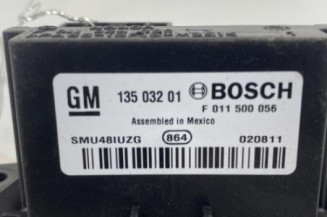 GM 135 032 01 BOSCH
F 011 500 056
Assembled in Mexico
SMU48IUZG 864 020811